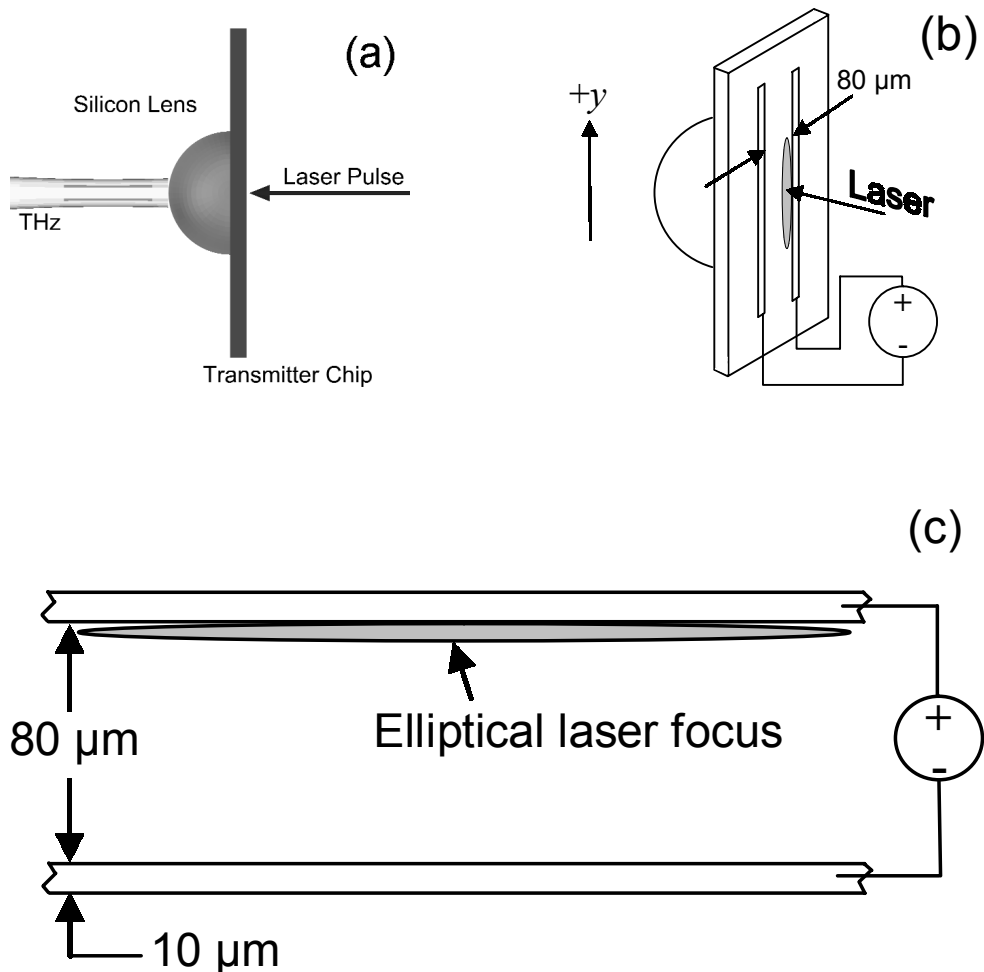 (a)
Silicon Lens
Laser Pulse
THz
Transmitter Chip
(b)
+y
80 µm
Laser
+
-
(c)
80 µm
Elliptical laser focus
+
-
10 µm